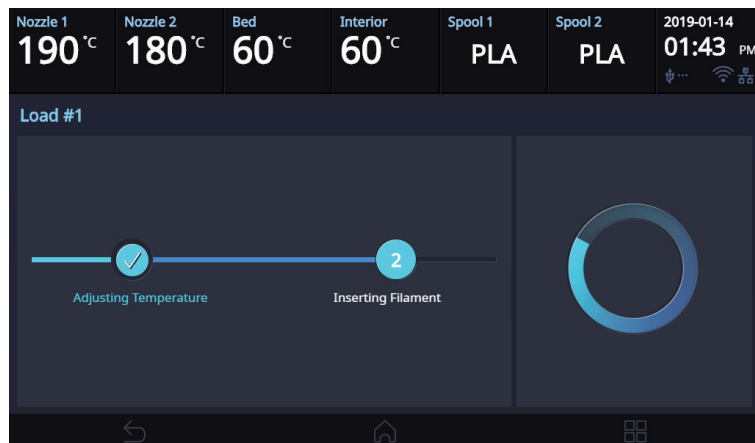 Nozzle 1
190 °C
Nozzle 2
180 °C
Bed
60 °C
Interior
60 °C
Spool 1
PLA
Spool 2
PLA
2019-01-14
01:43 PM
Load #1
2
Adjusting Temperature
Inserting Filament